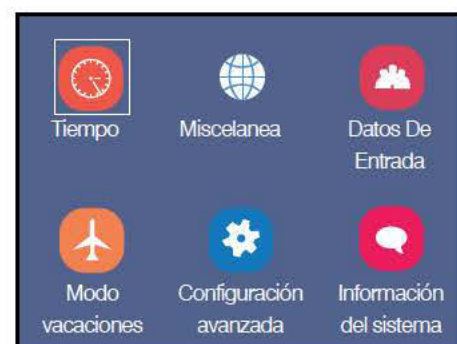 Tiempo
Miscelanea
Datos De
Entrada
Modo
vacaciones
Configuración
avanzada
Información
del sistema